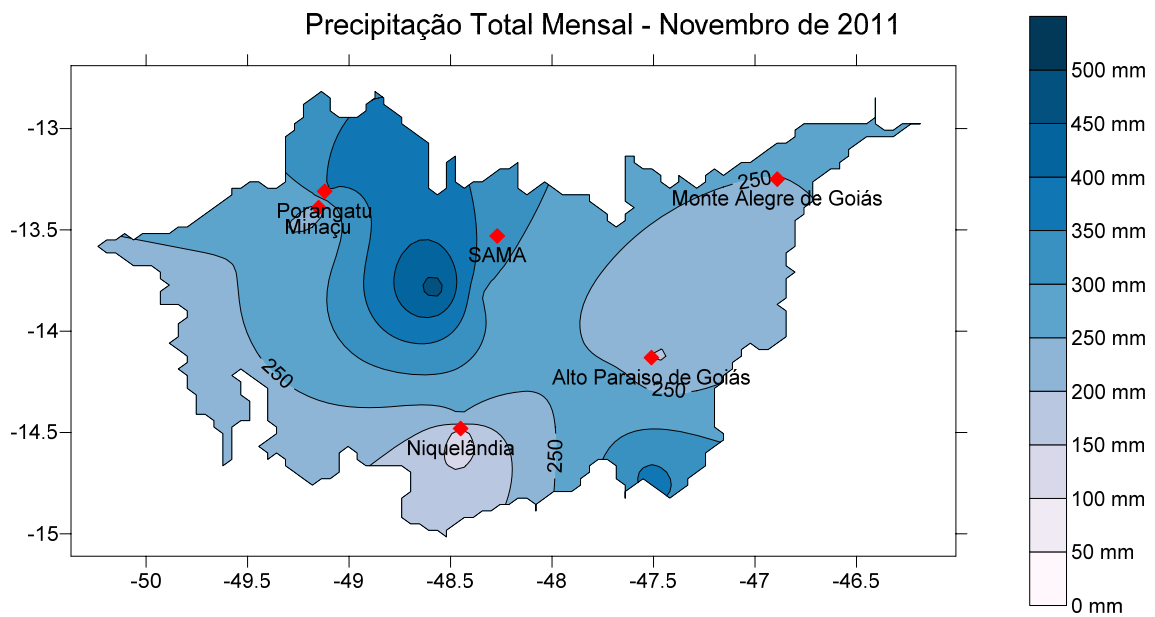 Precipitação Total Mensal - Novembro de 2011
500 mm
450 mm
400 mm
350 mm
300 mm
250 mm
200 mm
150 mm
100 mm
50 mm
0 mm
-13
-13.5
-14
-14.5
-15
-50
-49.5
-49
-48.5
-48
-47.5
-47
-46.5
250
Monte Alegre de Goiás
Porangatu
Minaçu
SAMA
250
Alto Paraiso de Goiás
250
Niquelândia
250